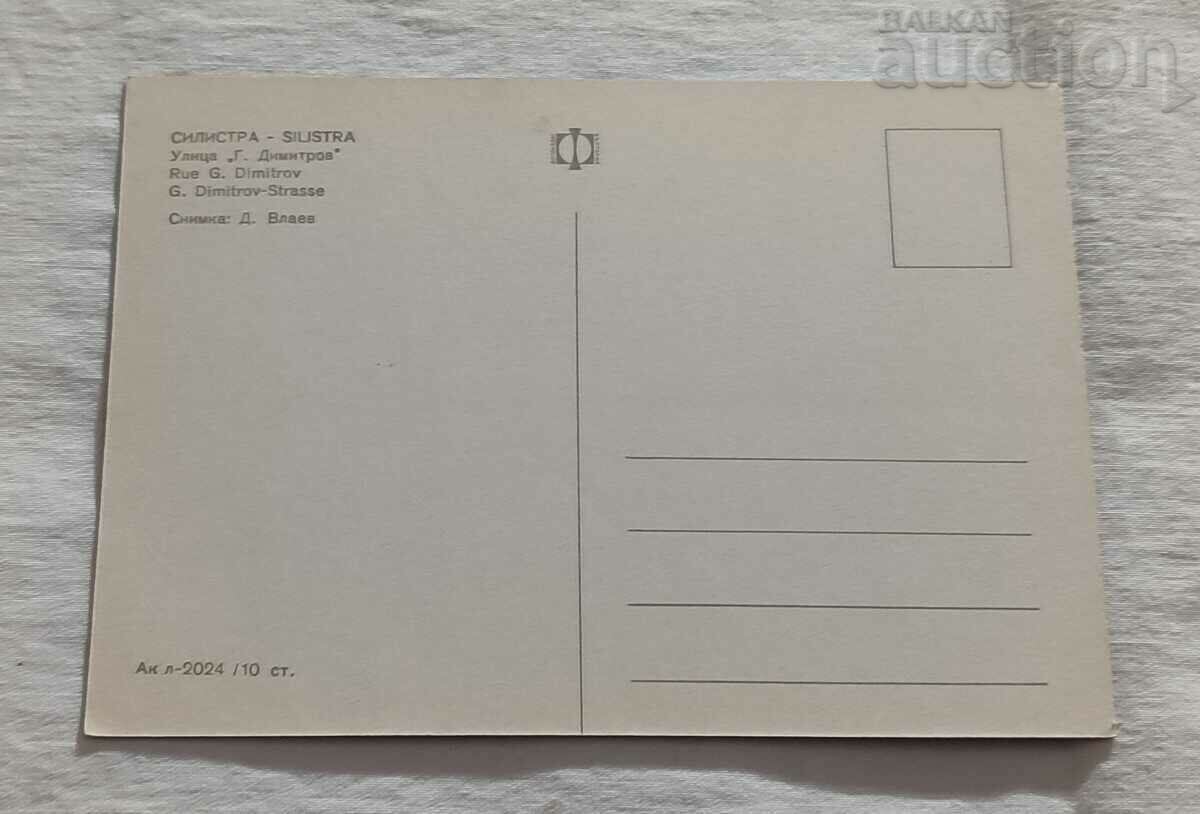 BALKAN
auction
СИЛИСТРА - SILISTRA
Улица „Г. Димитров"
Rue G. Dimitrov
G. Dimitrov-Strasse
Снимка: Д. Влаев
Ак л-2024 /10 ст.